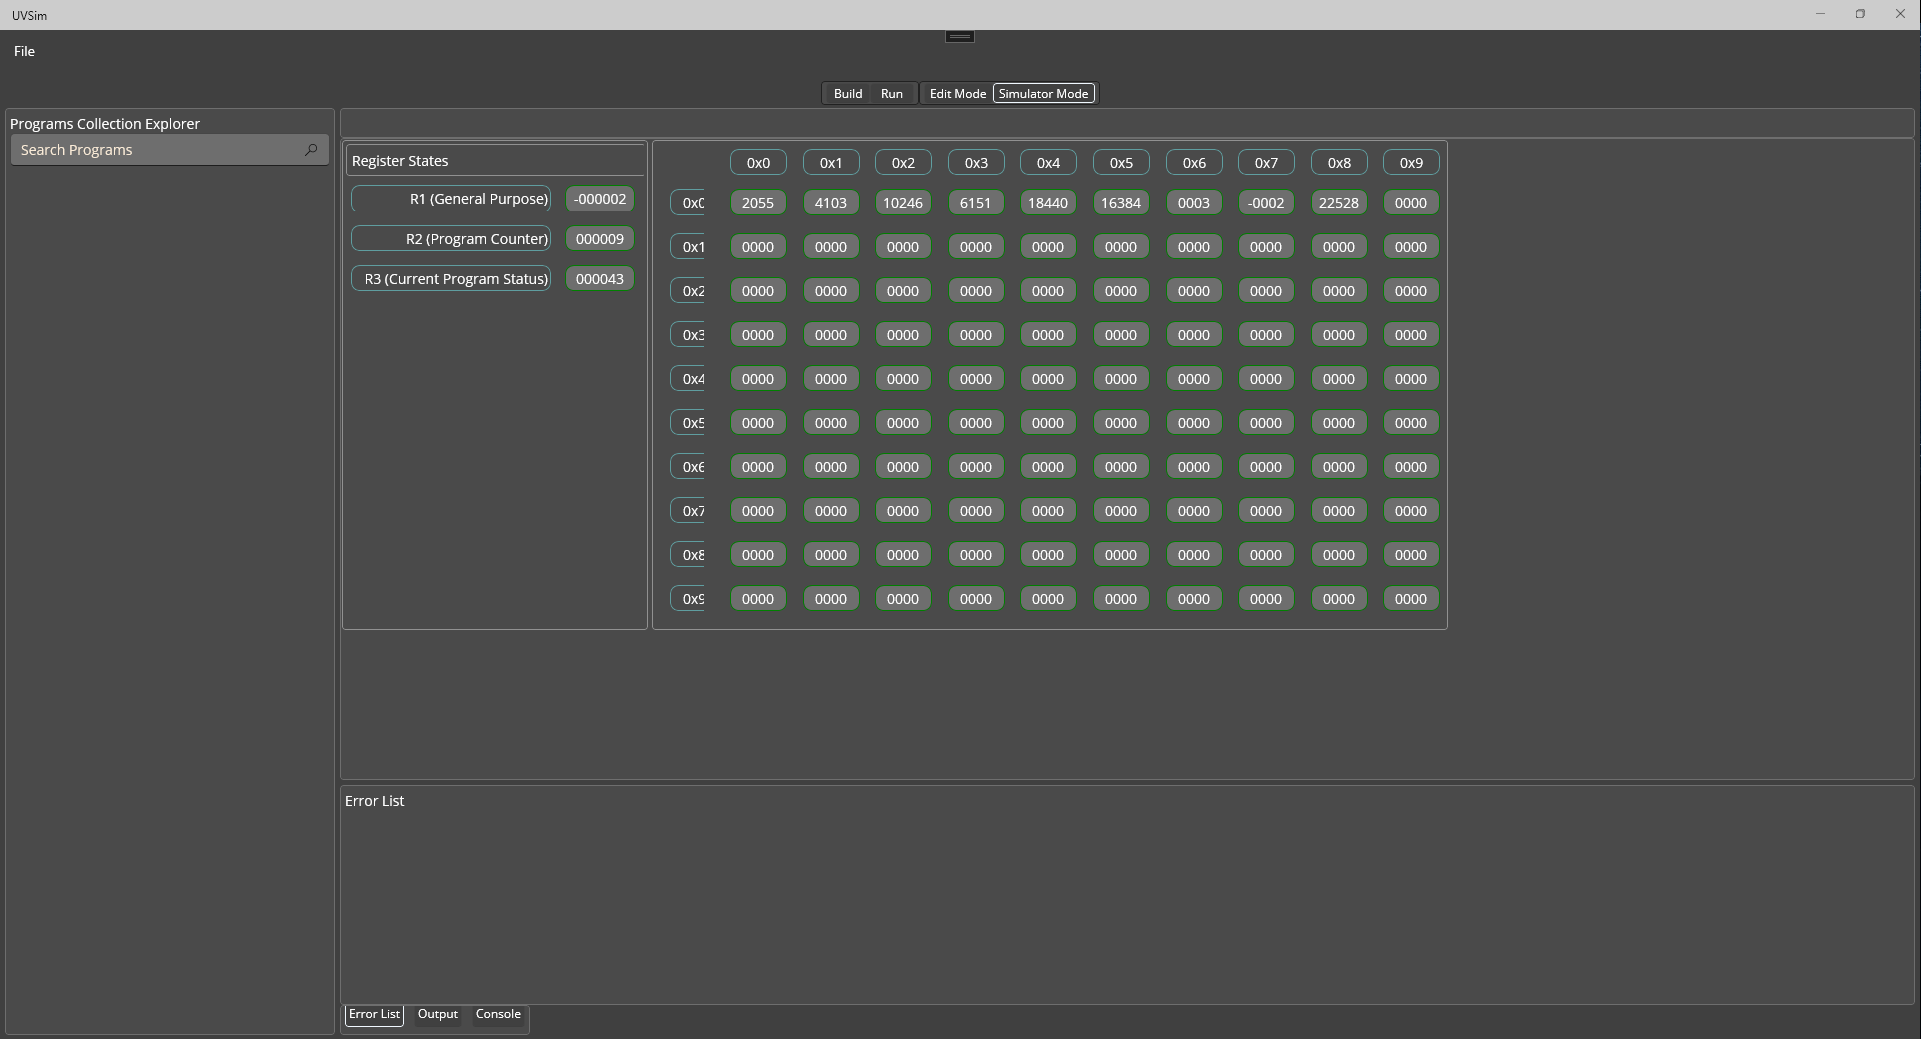 UVSim
File
Build Run Edit Mode Simulator Mode
Programs Collection Explorer
Search Programs
Register States
R1 (General Purpose) -000002
R2 (Program Counter) 000009
R3 (Current Program Status) 000043
0x0 0x1 0x2 0x3 0x4 0x5 0x6 0x7 0x8 0x9
0x0 2055 4103 10246 6151 18440 16384 0003 -0002 22528 0000
0x1 0000 0000 0000 0000 0000 0000 0000 0000 0000 0000
0x2 0000 0000 0000 0000 0000 0000 0000 0000 0000 0000
0x3 0000 0000 0000 0000 0000 0000 0000 0000 0000 0000
0x4 0000 0000 0000 0000 0000 0000 0000 0000 0000 0000
0x5 0000 0000 0000 0000 0000 0000 0000 0000 0000 0000
0x6 0000 0000 0000 0000 0000 0000 0000 0000 0000 0000
0x7 0000 0000 0000 0000 0000 0000 0000 0000 0000 0000
0x8 0000 0000 0000 0000 0000 0000 0000 0000 0000 0000
0x9 0000 0000 0000 0000 0000 0000 0000 0000 0000 0000
Error List
Error List Output Console